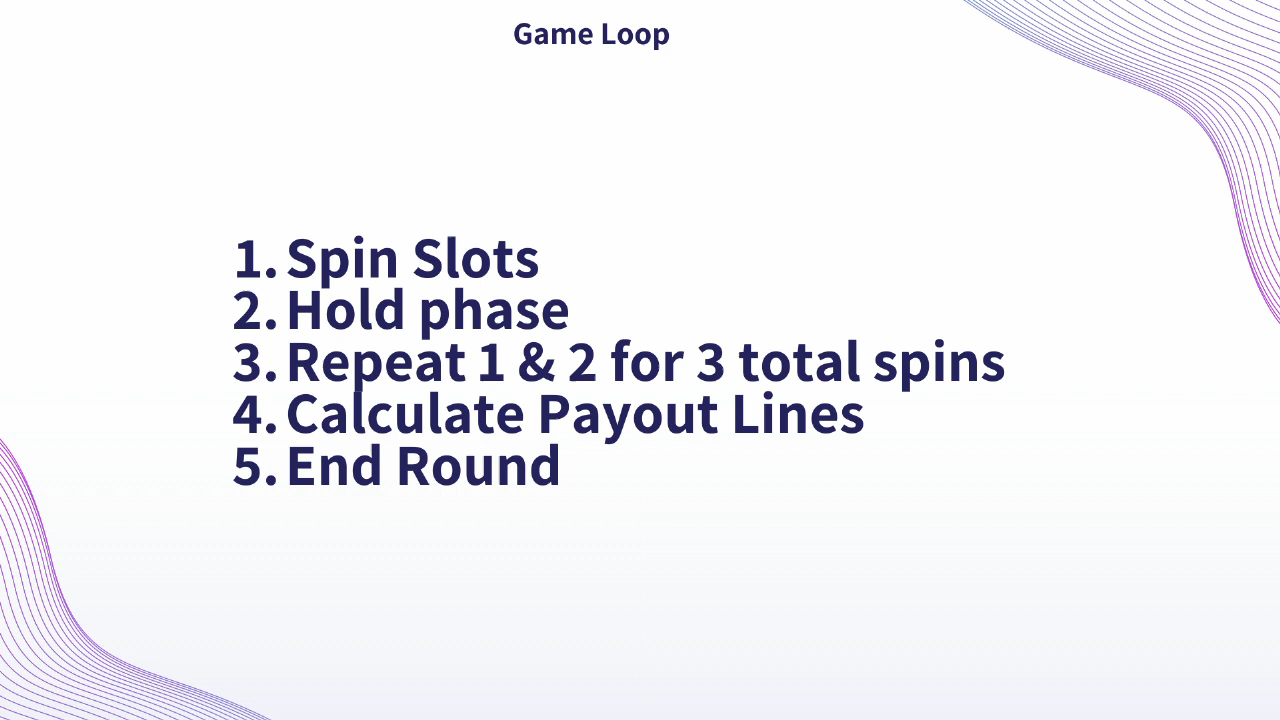 Game Loop
1. Spin Slots
2. Hold phase
3. Repeat 1 & 2 for 3 total spins
4. Calculate Payout Lines
5. End Round